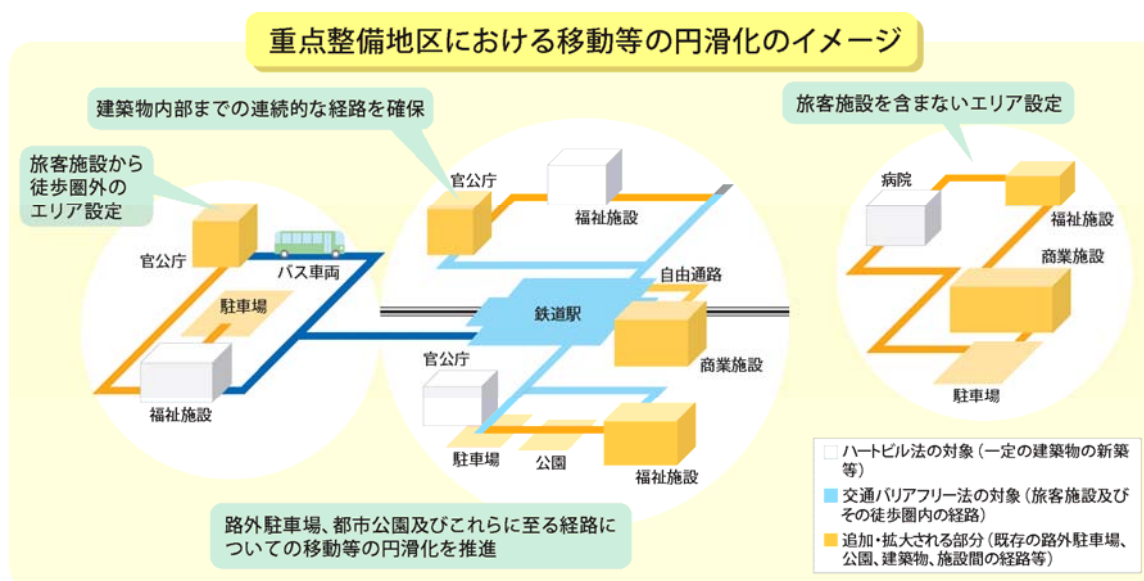 重点整備地区における移動等の円滑化のイメージ
建築物内部までの連続的な経路を確保
旅客施設を含まないエリア設定
旅客施設から
徒歩圏外の
エリア設定
官公庁
バス車両
駐車場
福祉施設
官公庁
福祉施設
自由通路
鉄道駅
商業施設
官公庁
駐車場
公園
福祉施設
病院
福祉施設
商業施設
駐車場
路外駐車場、都市公園及びこれらに至る経路に
ついての移動等の円滑化を推進
ハートビル法の対象（一定の建築物の新築
等）
交通バリアフリー法の対象（旅客施設及び
その徒歩圏内の経路）
追加・拡大される部分（既存の路外駐車場、
公園、建築物、施設間の経路等）